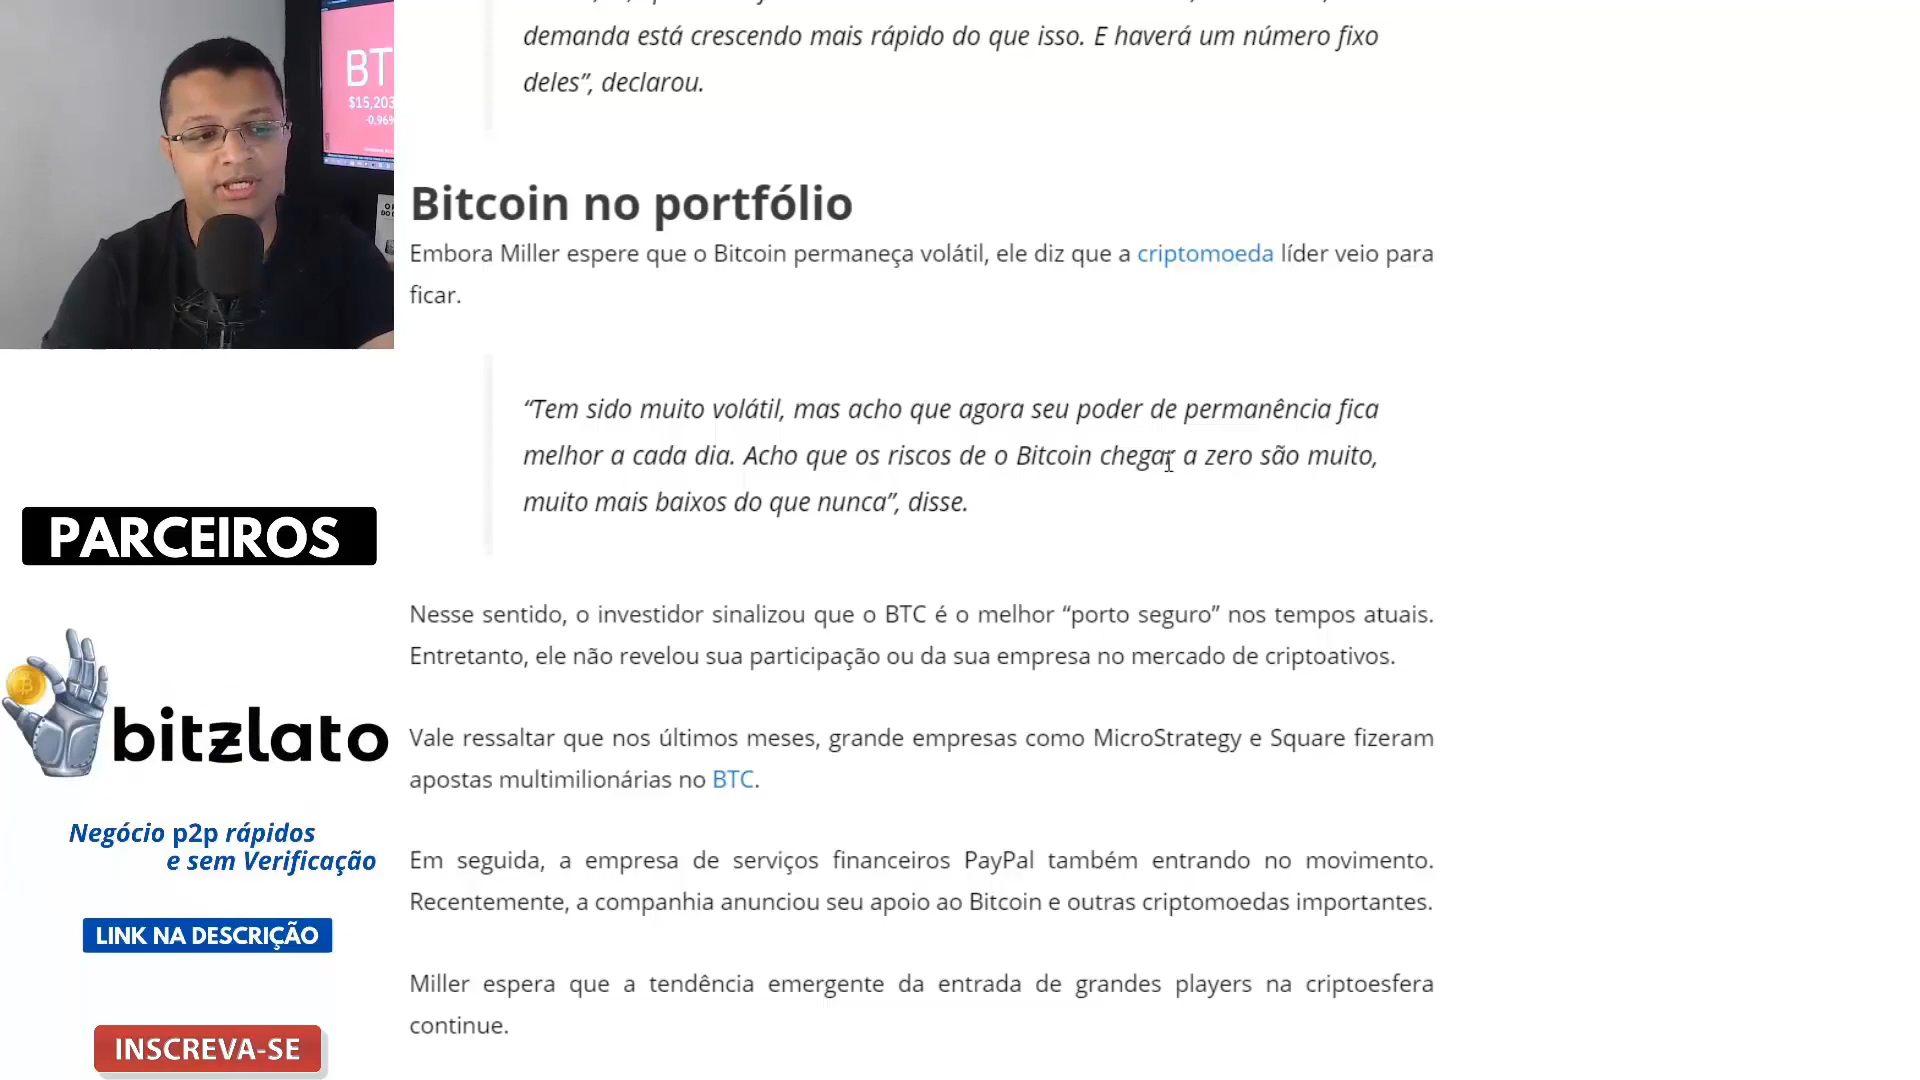 BT
$15,203
-0.96%
demanda está crescendo mais rápido do que isso. E haverá um número fixo
deles”, declarou.
Bitcoin no portfólio
Embora Miller espere que o Bitcoin permaneça volátil, ele diz que a criptomoeda líder veio para
ficar.
“Tem sido muito volátil, mas acho que agora seu poder de permanência fica
melhor a cada dia. Acho que os riscos de o Bitcoin chegar a zero são muito,
muito mais baixos do que nunca”, disse.
Nesse sentido, o investidor sinalizou que o BTC é o melhor “porto seguro” nos tempos atuais.
Entretanto, ele não revelou sua participação ou da sua empresa no mercado de criptoativos.
Vale ressaltar que nos últimos meses, grande empresas como MicroStrategy e Square fizeram
apostas multimilionárias no BTC.
Em seguida, a empresa de serviços financeiros PayPal também entrando no movimento.
Recentemente, a companhia anunciou seu apoio ao Bitcoin e outras criptomoedas importantes.
Miller espera que a tendência emergente da entrada de grandes players na criptoesfera
continue.
PARCEIROS
bitzlato
Negócio p2p rápidos
e sem Verificação
LINK NA DESCRIÇÃO
INSCREVA-SE